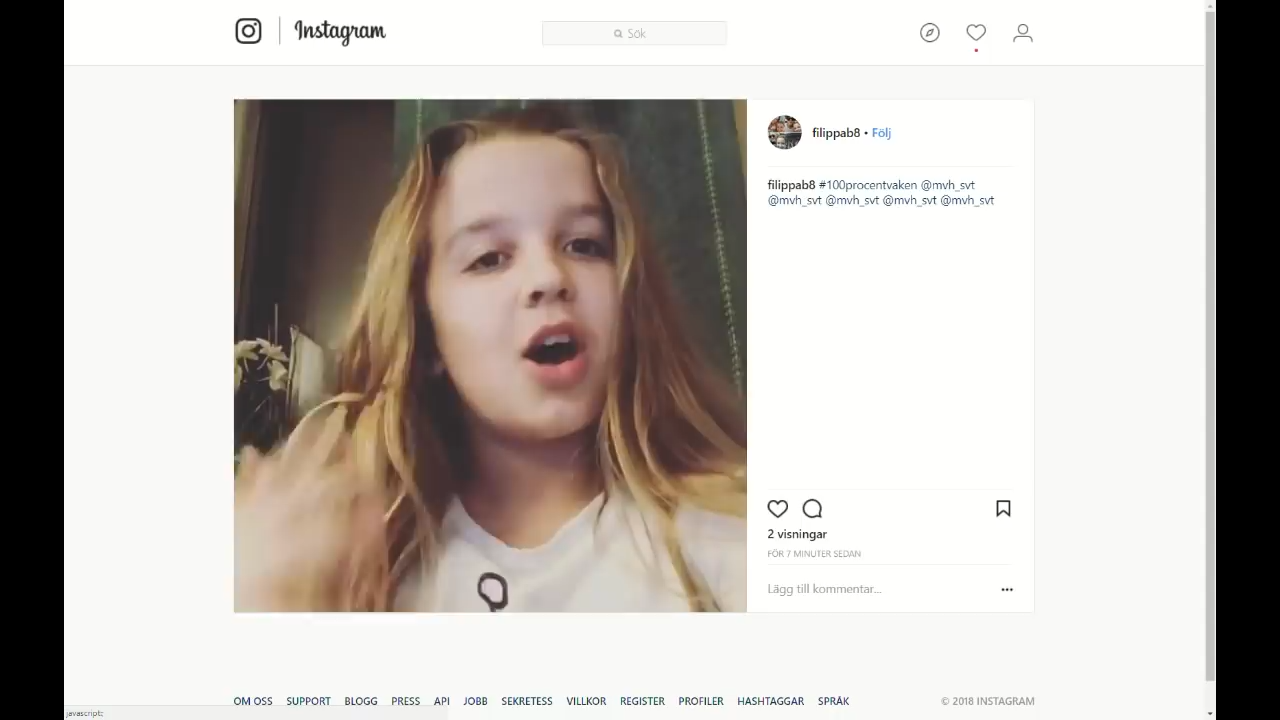 Instagram
Sök
filippab8 • Följ
filippab8 #100procentvaken @mvh_svt
@mvh_svt @mvh_svt @mvh_svt @mvh_svt
2 visningar
FÖR 7 MINUTER SEDAN
Lägg till kommentar...
OM OSS SUPPORT BLOGG PRESS API JOBB SEKRETESS VILLKOR REGISTER PROFILER HASHTAGGAR SPRÅK © 2018 INSTAGRAM
javascript:;